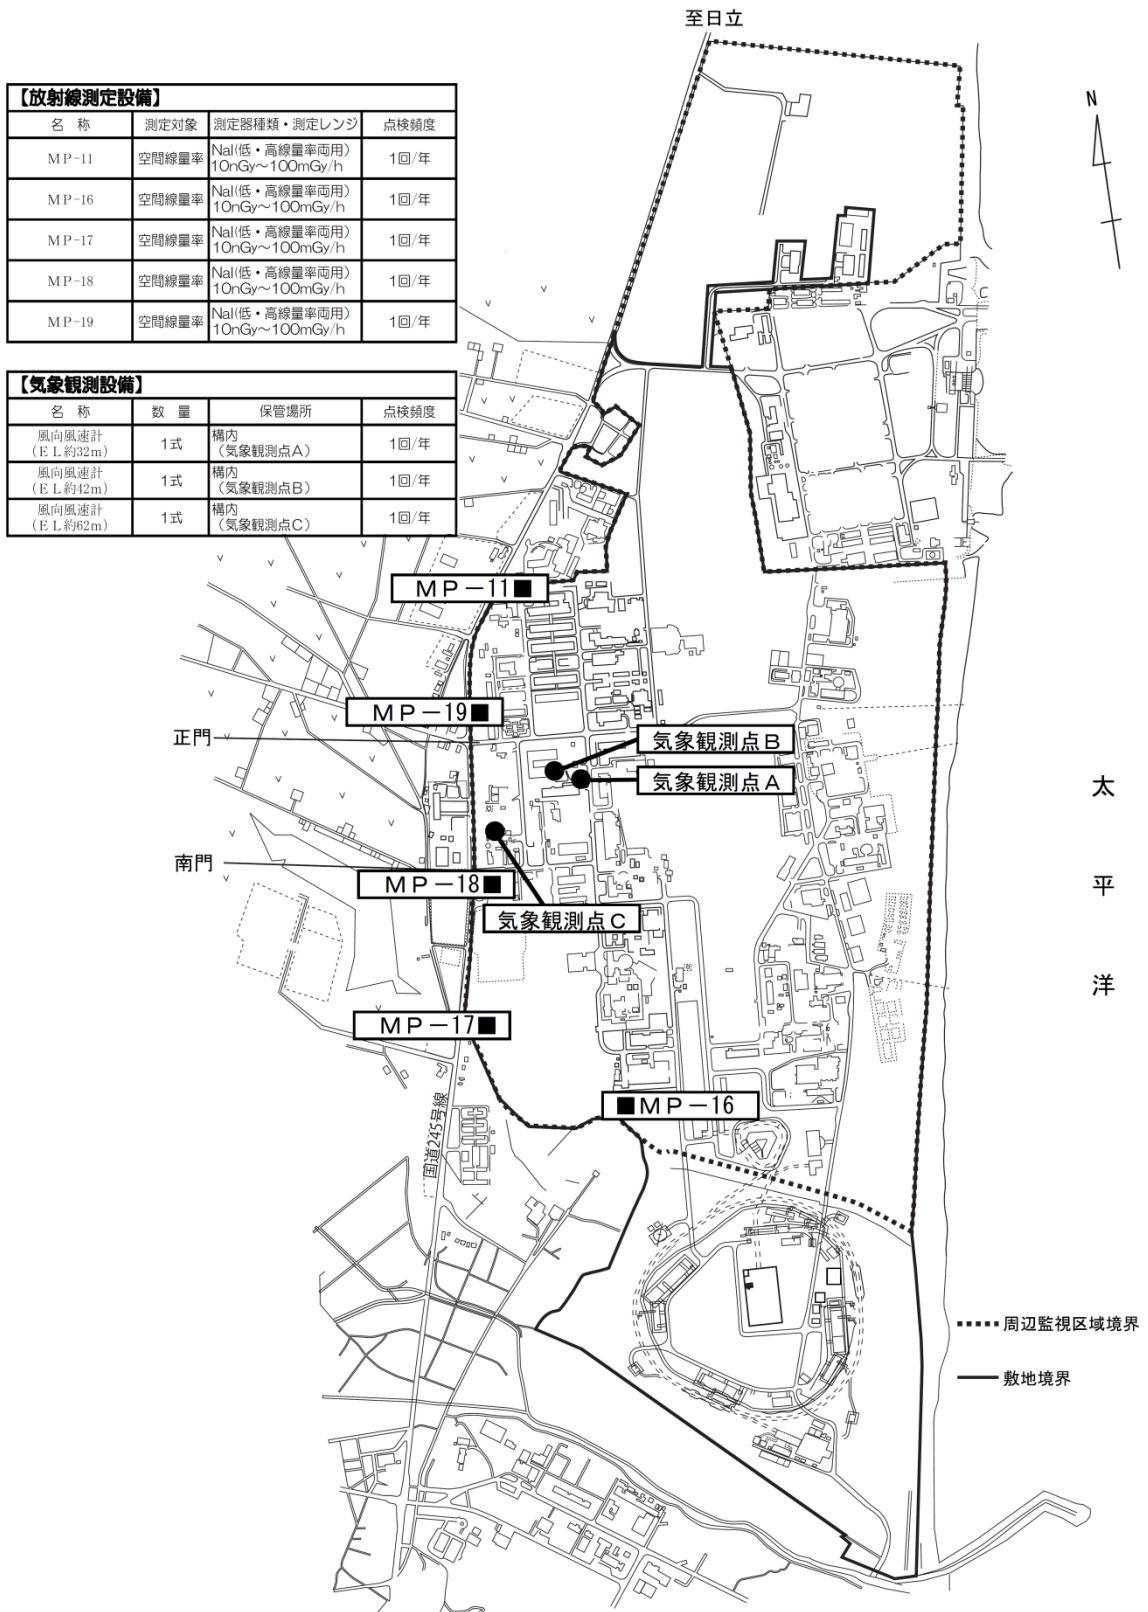 至日立
N
【放射線測定設備】
名 称 測定対象 測定器種類・測定レンジ 点検頻度
MP-11 空間線量率 NaI(低・高線量率両用) 10nGy～100mGy/h 1回/年
MP-16 空間線量率 NaI(低・高線量率両用) 10nGy～100mGy/h 1回/年
MP-17 空間線量率 NaI(低・高線量率両用) 10nGy～100mGy/h 1回/年
MP-18 空間線量率 NaI(低・高線量率両用) 10nGy～100mGy/h 1回/年
MP-19 空間線量率 NaI(低・高線量率両用) 10nGy～100mGy/h 1回/年
【気象観測設備】
名 称 数 量 保管場所 点検頻度
風向風速計 (EL約32m) 1式 構内 (気象観測点A) 1回/年
風向風速計 (EL約42m) 1式 構内 (気象観測点B) 1回/年
風向風速計 (EL約62m) 1式 構内 (気象観測点C) 1回/年
MP-11
MP-19
正門
気象観測点B
気象観測点A
南門
MP-18
気象観測点C
MP-17
MP-16
国道245号線
太平洋
周辺監視区域境界
敷地境界